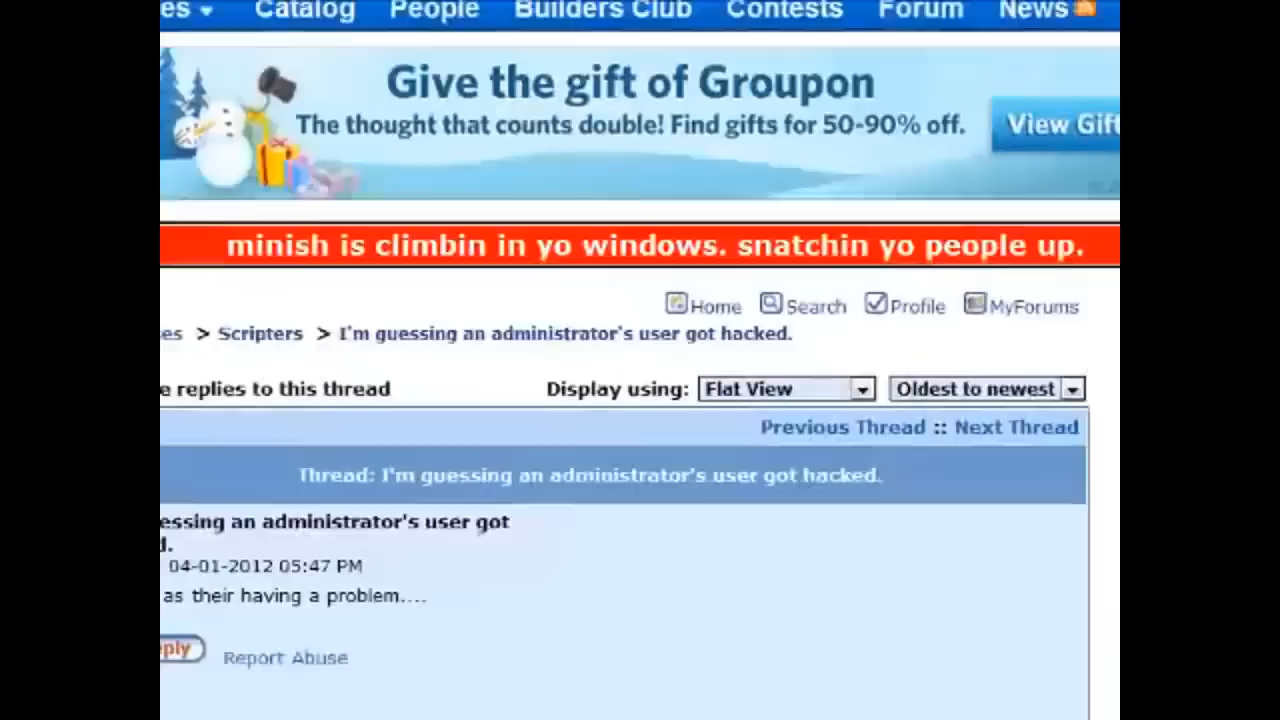 es Catalog People Builders Club Contests Forum News
Give the gift of Groupon
The thought that counts double! Find gifts for 50-90% off.
View Gift
minish is climbin in yo windows. snatchin yo people up.
Home Search Profile MyForums
es > Scripters > I'm guessing an administrator's user got hacked.
e replies to this thread Display using: Flat View Oldest to newest
Previous Thread :: Next Thread
Thread: I'm guessing an administrator's user got hacked.
essing an administrator's user got
d.
04-01-2012 05:47 PM
as their having a problem....
eply Report Abuse